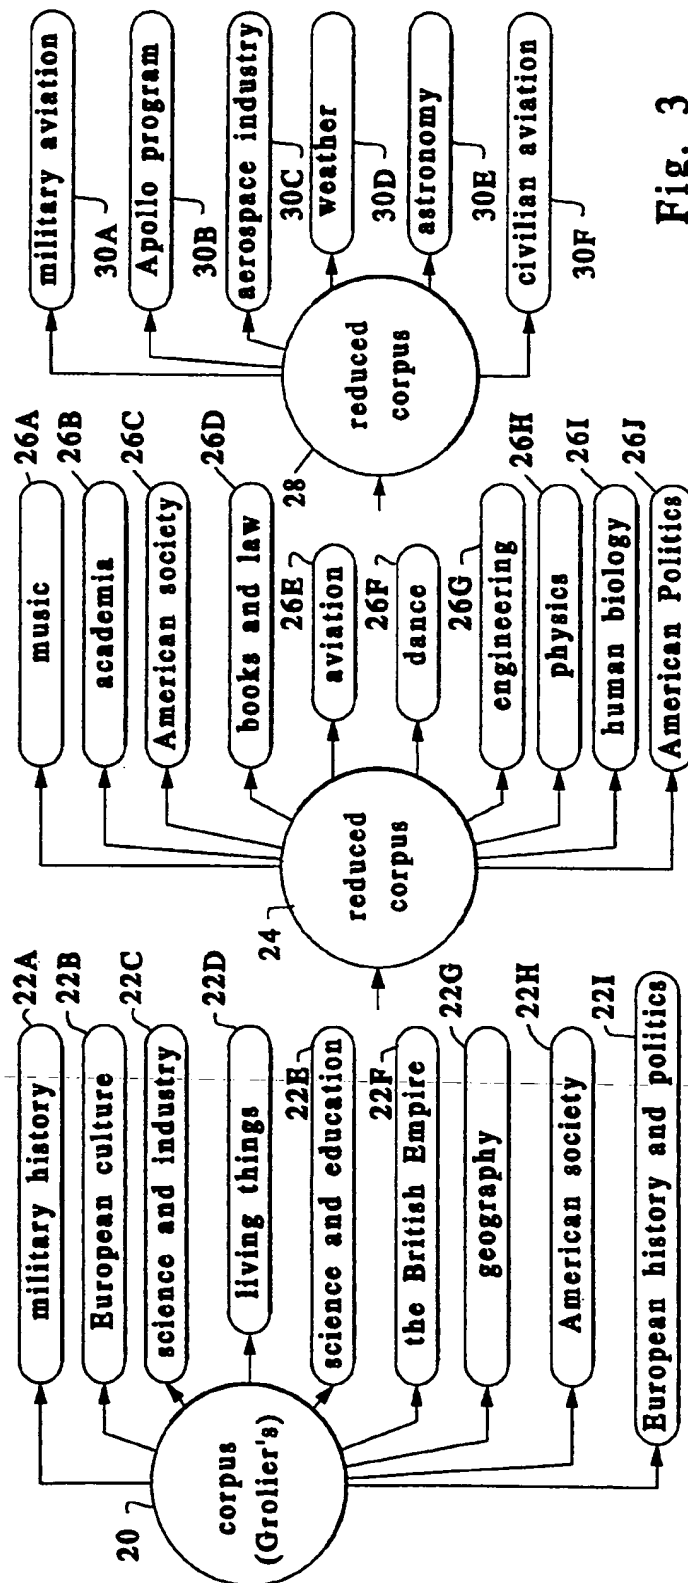 20
corpus
(Grolier's)
military history
22A
European culture
22B
science and industry
22C
living things
22D
science and education
22E
the British Empire
22F
geography
22G
American society
22H
European history and politics
22I
24
reduced
corpus
music
26A
academia
26B
American society
26C
books and law
26D
aviation
26E
dance
26F
engineering
26G
physics
26H
human biology
26I
American Politics
26J
28
reduced
corpus
military aviation
30A
Apollo program
30B
aerospace industry
30C
weather
30D
astronomy
30E
civilian aviation
30F
Fig. 3